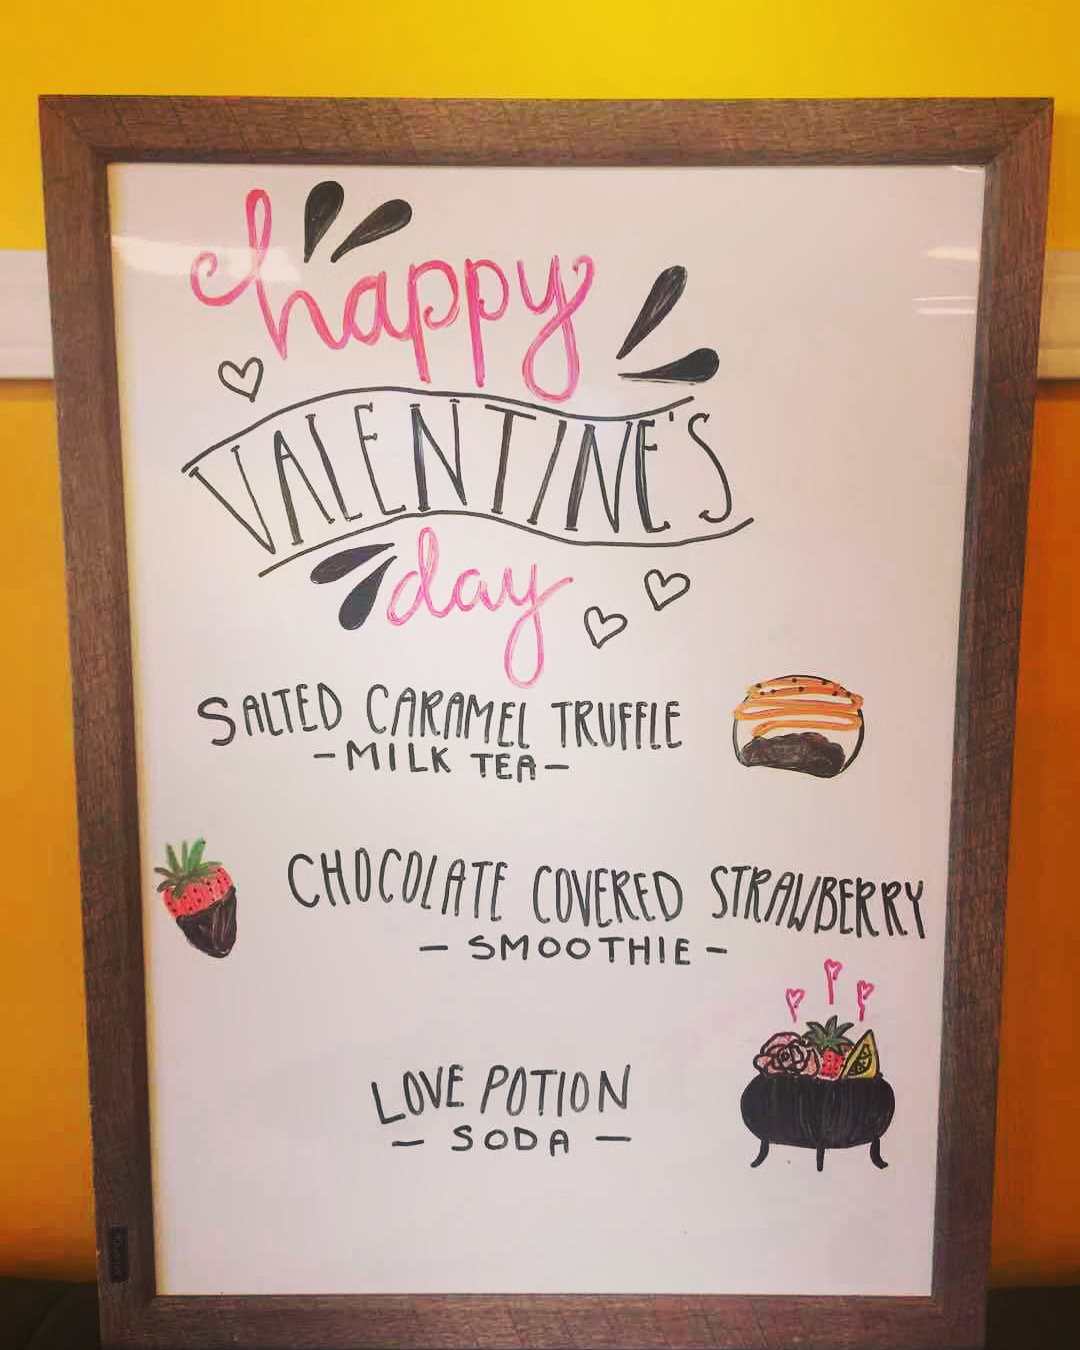 happy
VALENTINE'S
day
SALTED CARAMEL TRUFFLE
-MILK TEA-
CHOCOLATE COVERED STRAWBERRY
- SMOOTHIE -
LOVE POTION
- SODA -